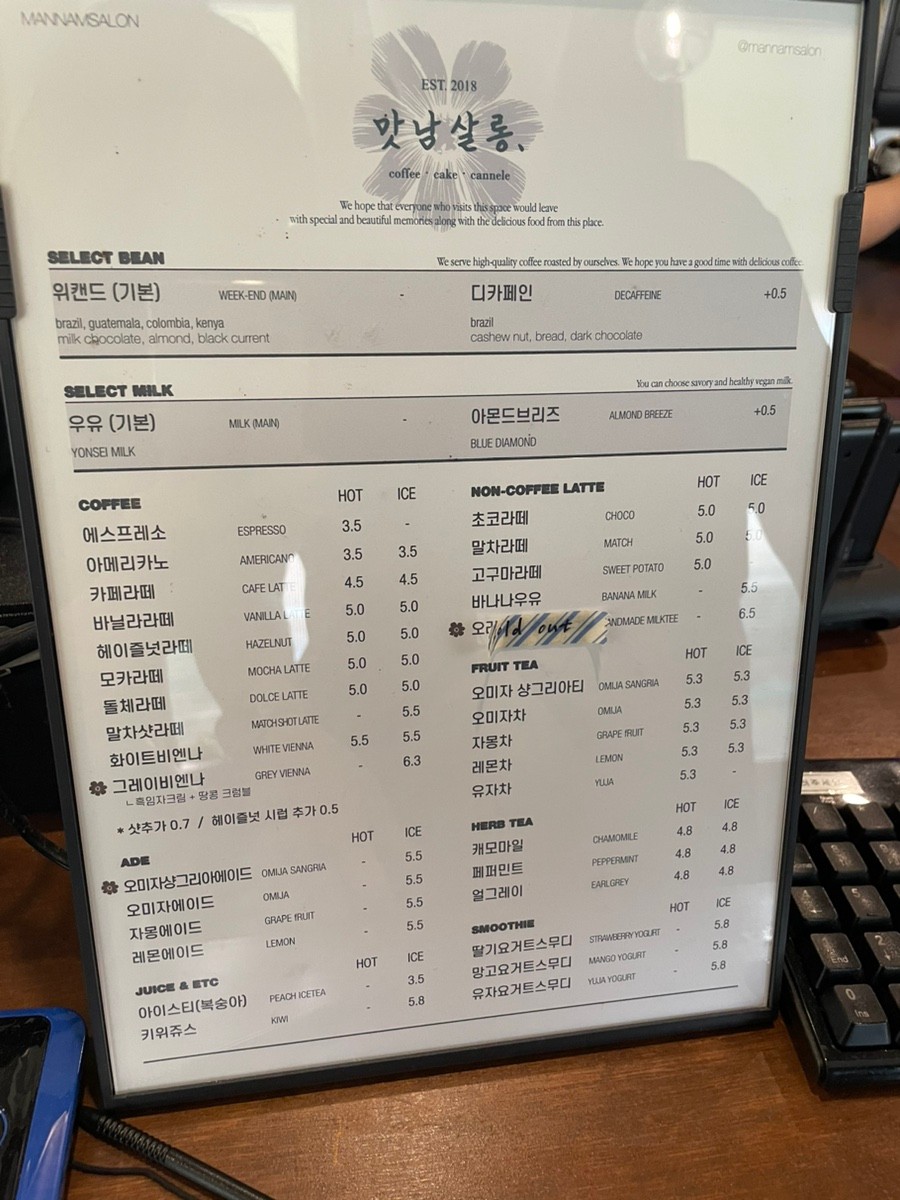 MANNAMSALON
@mannamsalon
EST. 2018
맛남살롱、
coffee · cake · cannele
We hope that everyone who visits this space would leave
with special and beautiful memories along with the delicious food from this place.
SELECT BEAN We serve high-quality coffee roasted by ourselves. We hope you have a good time with delicious coffee.
위캔드 (기본) WEEK-END (MAIN) -
brazil, guatemala, colombia, kenya
milk chocolate, almond, black current
디카페인 DECAFFEINE +0.5
brazil
cashew nut, bread, dark chocolate
SELECT MILK You can choose savory and healthy vegan milk.
우유 (기본) MILK (MAIN) -
YONSEI MILK
아몬드브리즈 ALMOND BREEZE +0.5
BLUE DIAMOND
COFFEE HOT ICE
에스프레소 ESPRESSO 3.5 -
아메리카노 AMERICANO 3.5 3.5
카페라떼 CAFE LATTE 4.5 4.5
바닐라라떼 VANILLA LATTE 5.0 5.0
헤이즐넛라떼 HAZELNUT 5.0 5.0
모카라떼 MOCHA LATTE 5.0 5.0
돌체라떼 DOLCE LATTE 5.0 5.0
말차샷라떼 MATCH SHOT LATTE - 5.5
화이트비엔나 WHITE VIENNA 5.5 5.5
그레이비엔나 GREY VIENNA - 6.3
ㄴ흑임자크림 + 땅콩 크럼블
* 샷추가 0.7 / 헤이즐넛 시럽 추가 0.5
ADE HOT ICE
오미자샹그리아에이드 OMIJA SANGRIA - 5.5
오미자에이드 OMIJA - 5.5
자몽에이드 GRAPE fRUIT - 5.5
레몬에이드 LEMON - 5.5
JUICE & ETC HOT ICE
아이스티(복숭아) PEACH ICETEA - 3.5
키위쥬스 KIWI - 5.8
NON-COFFEE LATTE HOT ICE
초코라떼 CHOCO 5.0 5.0
말차라떼 MATCH 5.0 5.0
고구마라떼 SWEET POTATO 5.0 -
바나나우유 BANANA MILK - 5.5
old out ANDMADE MILKTEE - 6.5
FRUIT TEA HOT ICE
오미자 샹그리아티 OMIJA SANGRIA 5.3 5.3
오미자차 OMIJA 5.3 5.3
자몽차 GRAPE fRUIT 5.3 5.3
레몬차 LEMON 5.3 5.3
유자차 YUJA 5.3 -
HERB TEA HOT ICE
캐모마일 CHAMOMILE 4.8 4.8
페퍼민트 PEPPERMINT 4.8 4.8
얼그레이 EARLGREY 4.8 4.8
SMOOTHIE HOT ICE
딸기요거트스무디 STRAWBERRY YOGURT - 5.8
망고요거트스무디 MANGO YOGURT - 5.8
유자요거트스무디 YUJA YOGURT - 5.8
End
0
Ins
2